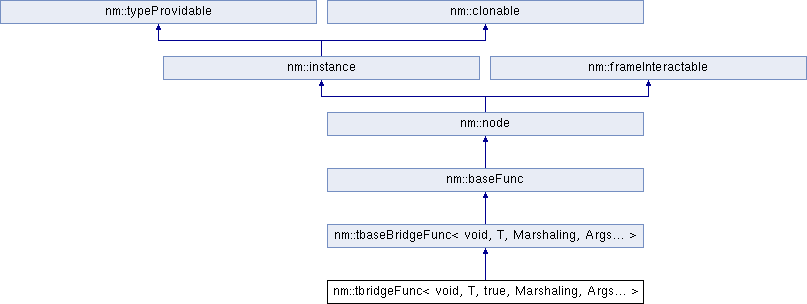 nm::typeProvidable
nm::clonable
nm::instance
nm::frameInteractable
nm::node
nm::baseFunc
nm::tbaseBridgeFunc< void, T, Marshaling, Args... >
nm::tbridgeFunc< void, T, true, Marshaling, Args... >